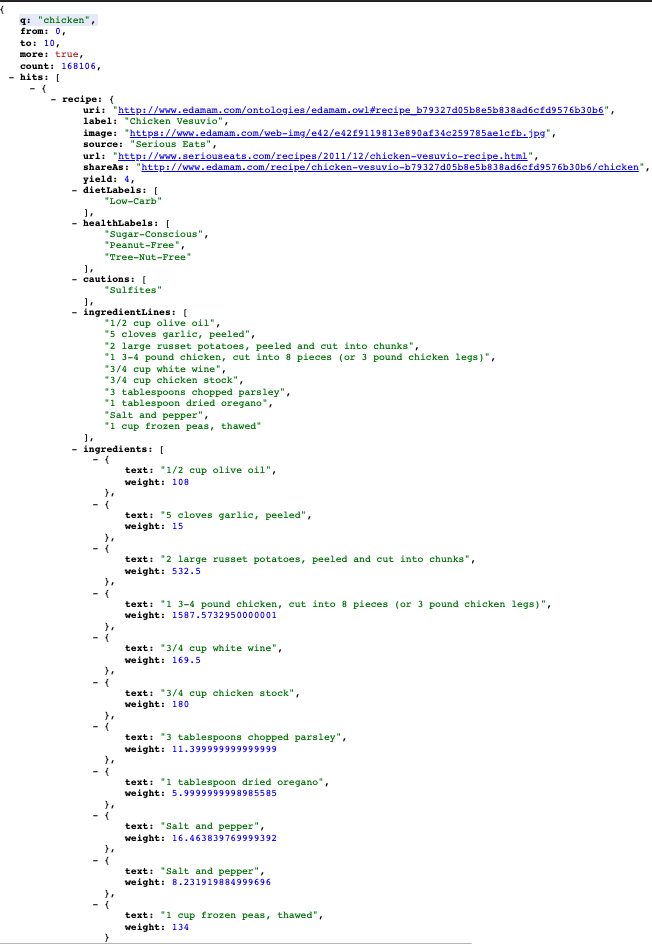 {
q: "chicken",
from: 0,
to: 10,
more: true,
count: 168106,
- hits: [
- {
- recipe: {
uri: "http://www.edamam.com/ontologies/edamam.owl#recipe_b79327d05b8e5b838ad6cfd9576b30b6",
label: "Chicken Vesuvio",
image: "https://www.edamam.com/web-img/e42/e42f9119813e890af34c259785ae1cfb.jpg",
source: "Serious Eats",
url: "http://www.seriouseats.com/recipes/2011/12/chicken-vesuvio-recipe.html",
shareAs: "http://www.edamam.com/recipe/chicken-vesuvio-b79327d05b8e5b838ad6cfd9576b30b6/chicken",
yield: 4,
- dietLabels: [
"Low-Carb"
],
- healthLabels: [
"Sugar-Conscious",
"Peanut-Free",
"Tree-Nut-Free"
],
- cautions: [
"Sulfites"
],
- ingredientLines: [
"1/2 cup olive oil",
"5 cloves garlic, peeled",
"2 large russet potatoes, peeled and cut into chunks",
"1 3-4 pound chicken, cut into 8 pieces (or 3 pound chicken legs)",
"3/4 cup white wine",
"3/4 cup chicken stock",
"3 tablespoons chopped parsley",
"1 tablespoon dried oregano",
"Salt and pepper",
"1 cup frozen peas, thawed"
],
- ingredients: [
- {
text: "1/2 cup olive oil",
weight: 108
},
- {
text: "5 cloves garlic, peeled",
weight: 15
},
- {
text: "2 large russet potatoes, peeled and cut into chunks",
weight: 532.5
},
- {
text: "1 3-4 pound chicken, cut into 8 pieces (or 3 pound chicken legs)",
weight: 1587.5732950000001
},
- {
text: "3/4 cup white wine",
weight: 169.5
},
- {
text: "3/4 cup chicken stock",
weight: 180
},
- {
text: "3 tablespoons chopped parsley",
weight: 11.399999999999999
},
- {
text: "1 tablespoon dried oregano",
weight: 5.9999999998985585
},
- {
text: "Salt and pepper",
weight: 16.463839769999392
},
- {
text: "Salt and pepper",
weight: 8.231919884999696
},
- {
text: "1 cup frozen peas, thawed",
weight: 134
}